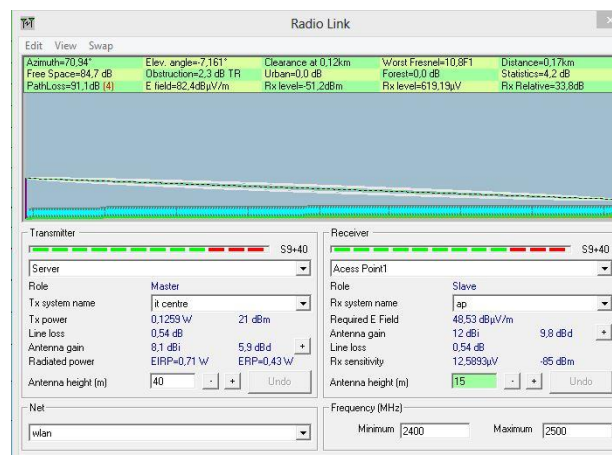 Radio Link
Edit View Swap
Azimuth=70,94° Elev. angle=-7,161° Clearance at 0,12km Worst Fresnel=10,8F1 Distance=0,17km
Free Space=84,7 dB Obstruction=2,3 dB TR Urban=0,0 dB Forest=0,0 dB Statistics=4,2 dB
PathLoss=91,1dB (4) E field=82,4dBµV/m Rx level=-51,2dBm Rx level=619,19µV Rx Relative=33,8dB
Transmitter
S9+40
Server
Role Master
Tx system name it centre
Tx power 0,1259 W 21 dBm
Line loss 0,54 dB
Antenna gain 8,1 dBi 5,9 dBd +
Radiated power EIRP=0,71 W ERP=0,43 W
Antenna height (m) 40 - + Undo
Receiver
S9+40
Acess Point1
Role Slave
Rx system name ap
Required E Field 48,53 dBµV/m
Antenna gain 12 dBi 9,8 dBd +
Line loss 0,54 dB
Rx sensitivity 12,5893µV -85 dBm
Antenna height (m) 15 - + Undo
Net
wlan
Frequency (MHz)
Minimum 2400 Maximum 2500